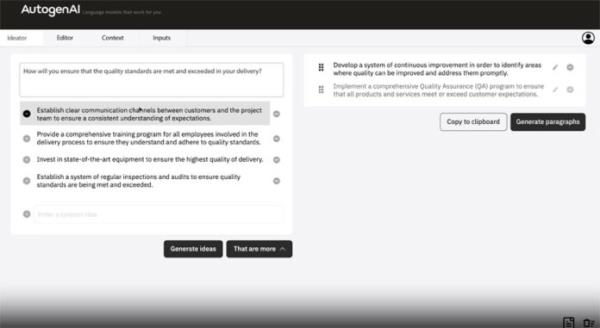 AutogenAI Language models that work for you
Ideator Editor Context Inputs
How will you ensure that the quality standards are met and exceeded in your delivery?
Establish clear communication channels between customers and the project
team to ensure a consistent understanding of expectations.
Provide a comprehensive training program for all employees involved in the
delivery process to ensure they understand and adhere to quality standards.
Invest in state-of-the-art equipment to ensure the highest quality of delivery.
Establish a system of regular inspections and audits to ensure quality
standards are being met and exceeded.
Enter a custom idea
Generate ideas That are more
Develop a system of continuous improvement in order to identify areas
where quality can be improved and address them promptly.
Implement a comprehensive Quality Assurance (QA) program to ensure
that all products and services meet or exceed customer expectations.
Copy to clipboard Generate paragraphs